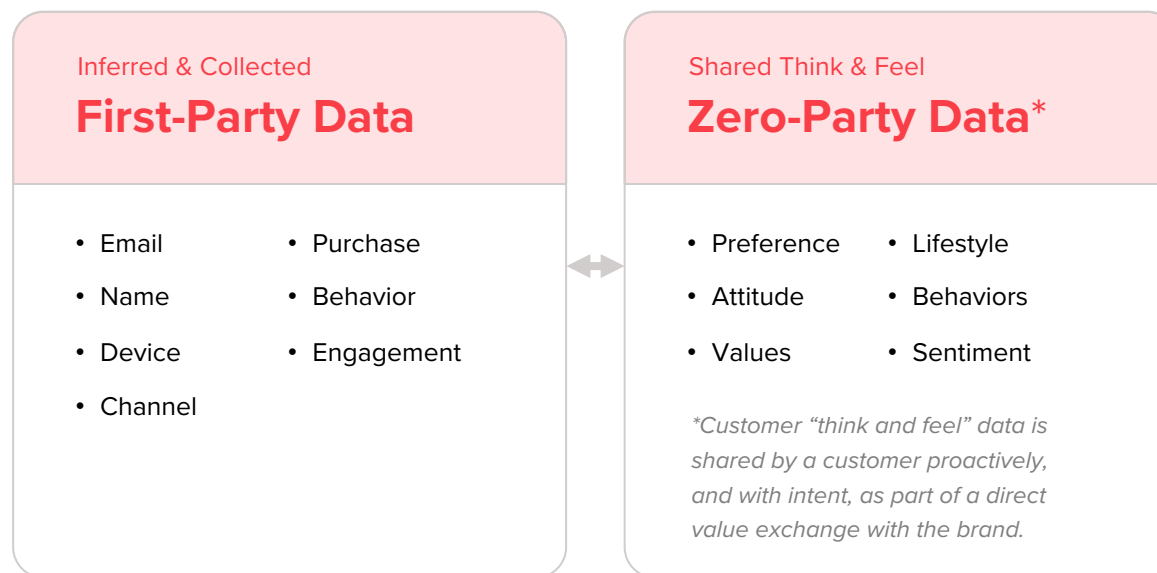 Inferred & Collected
First-Party Data
• Email
• Name
• Device
• Channel
• Purchase
• Behavior
• Engagement
Shared Think & Feel
Zero-Party Data*
• Preference
• Attitude
• Values
• Lifestyle
• Behaviors
• Sentiment
*Customer “think and feel” data is
shared by a customer proactively,
and with intent, as part of a direct
value exchange with the brand.